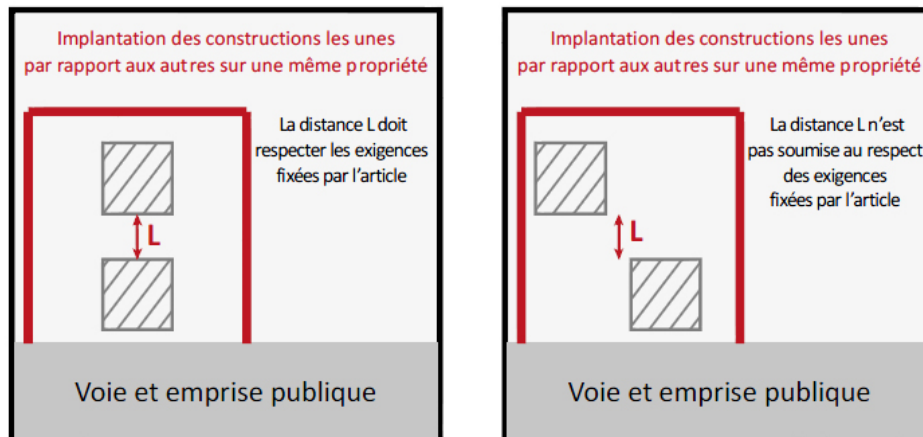 Implantation des constructions les unes
par rapport aux autres sur une même propriété
La distance L doit
respecter les exigences
fixées par l'article
L
Voie et emprise publique
Implantation des constructions les unes
par rapport aux autres sur une même propriété
La distance L n'est
pas soumise au respect
des exigences
fixées par l'article
L
Voie et emprise publique